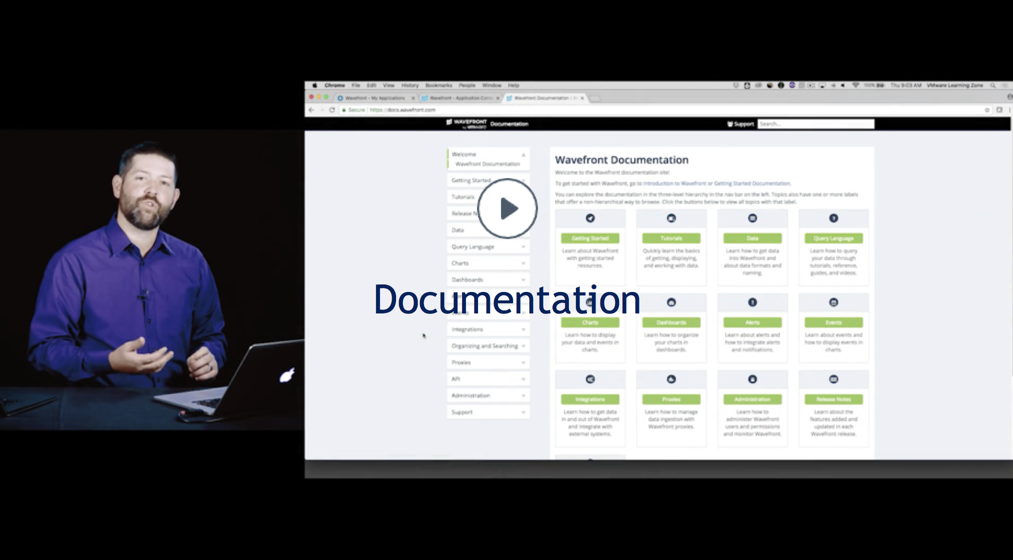 Chrome File Edit View History Bookmarks People Window Help
100% Thu 9:03 AM VMware Learning Zone
Wavefront - My Applications
Wavefront - Application Cons
Wavefront Documentation
Secure https://docs.wavefront.com
WAVEFRONT
by VMWARE
Documentation
Support
Search...
Welcome
Wavefront Documentation
Getting Started
Tutorials
Release N
Data
Query Language
Charts
Dashboards
Integrations
Organizing and Searching
Proxies
API
Administration
Support
Wavefront Documentation
Welcome to the Wavefront documentation site!
To get started with Wavefront, go to Introduction to Wavefront or Getting Started Documentation.
You can explore the documentation in the three-level hierarchy in the nav bar on the left. Topics also have one or more labels
that offer a non-hierarchical way to browse. Click the buttons below to view all topics with that label.
Getting Started
Learn about Wavefront
with getting started
resources.
Tutorials
Quickly learn the basics
of getting, displaying,
and working with data.
Data
Learn how to get data
into Wavefront and
about data formats and
naming.
Query Language
Learn how to query
your data through
tutorials, reference,
guides, and videos.
Documentation
Charts
Learn how to display
your data and events in
charts.
Dashboards
Learn how to organize
your charts in
dashboards.
Alerts
Learn about alerts and
how to integrate alerts
and notifications.
Events
Learn about events and
how to display events in
charts.
Integrations
Learn how to get data
in and out of Wavefront
and integrate with
external systems.
Proxies
Learn how to manage
data ingestion with
Wavefront proxies.
Administration
Learn how to
administer Wavefront
users and permissions
and monitor Wavefront.
Release Notes
Learn about the
features added and
updated in each
Wavefront release.